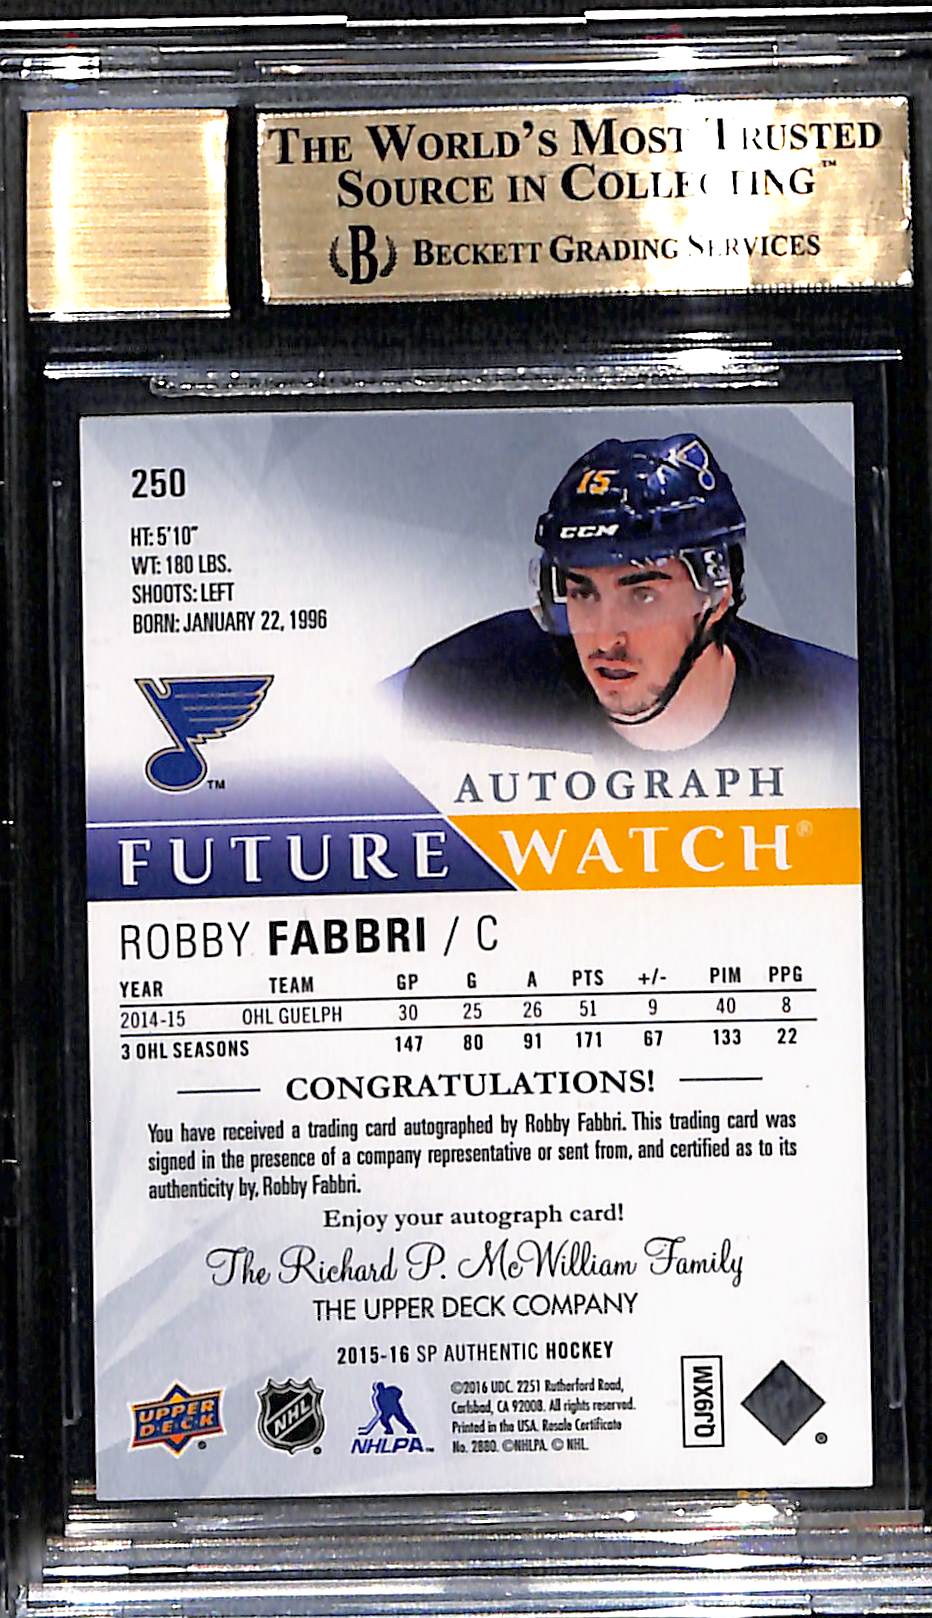 THE WORLD'S MOST TRUSTED
SOURCE IN COLLECTING™
B BECKETT GRADING SERVICES
250
HT: 5'10"
WT: 180 LBS.
SHOOTS: LEFT
BORN: JANUARY 22, 1996
15
CCM
TM
AUTOGRAPH
FUTURE WATCH®
ROBBY FABBRI / C
YEAR TEAM GP G A PTS +/- PIM PPG
2014-15 OHL GUELPH 30 25 26 51 9 40 8
3 OHL SEASONS 147 80 91 171 67 133 22
CONGRATULATIONS!
You have received a trading card autographed by Robby Fabbri. This trading card was
signed in the presence of a company representative or sent from, and certified as to its
authenticity by, Robby Fabbri.
Enjoy your autograph card!
The Richard P. McWilliam Family
THE UPPER DECK COMPANY
2015-16 SP AUTHENTIC HOCKEY
UPPER DECK
NHL
NHLPA™
©2016 UDC. 2251 Rutherford Road,
Carlsbad, CA 92008. All rights reserved.
Printed in the USA. Resale Certificate
No. 2880. ©NHLPA. © NHL.
QJ9XM